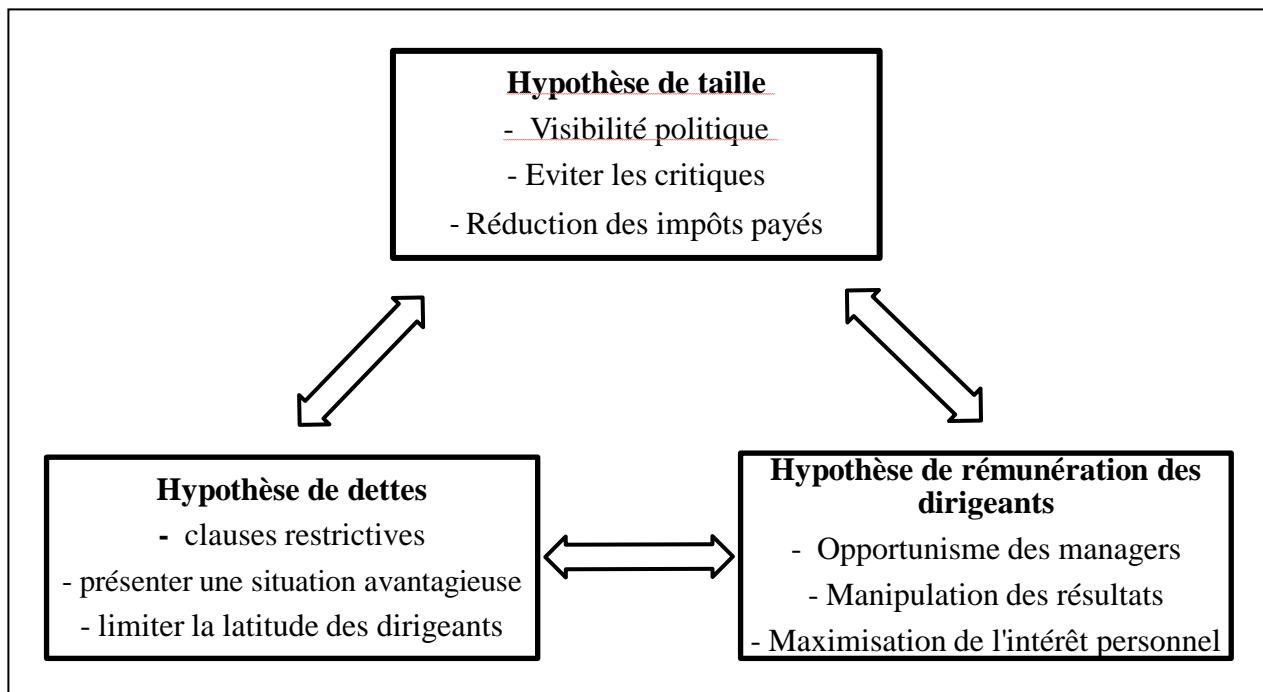 Hypothèse de taille
- Visibilité politique
- Eviter les critiques
- Réduction des impôts payés
Hypothèse de dettes
- clauses restrictives
- présenter une situation avantagieuse
- limiter la latitude des dirigeants
Hypothèse de rémunération des
dirigeants
- Opportunisme des managers
- Manipulation des résultats
- Maximisation de l'intérêt personnel